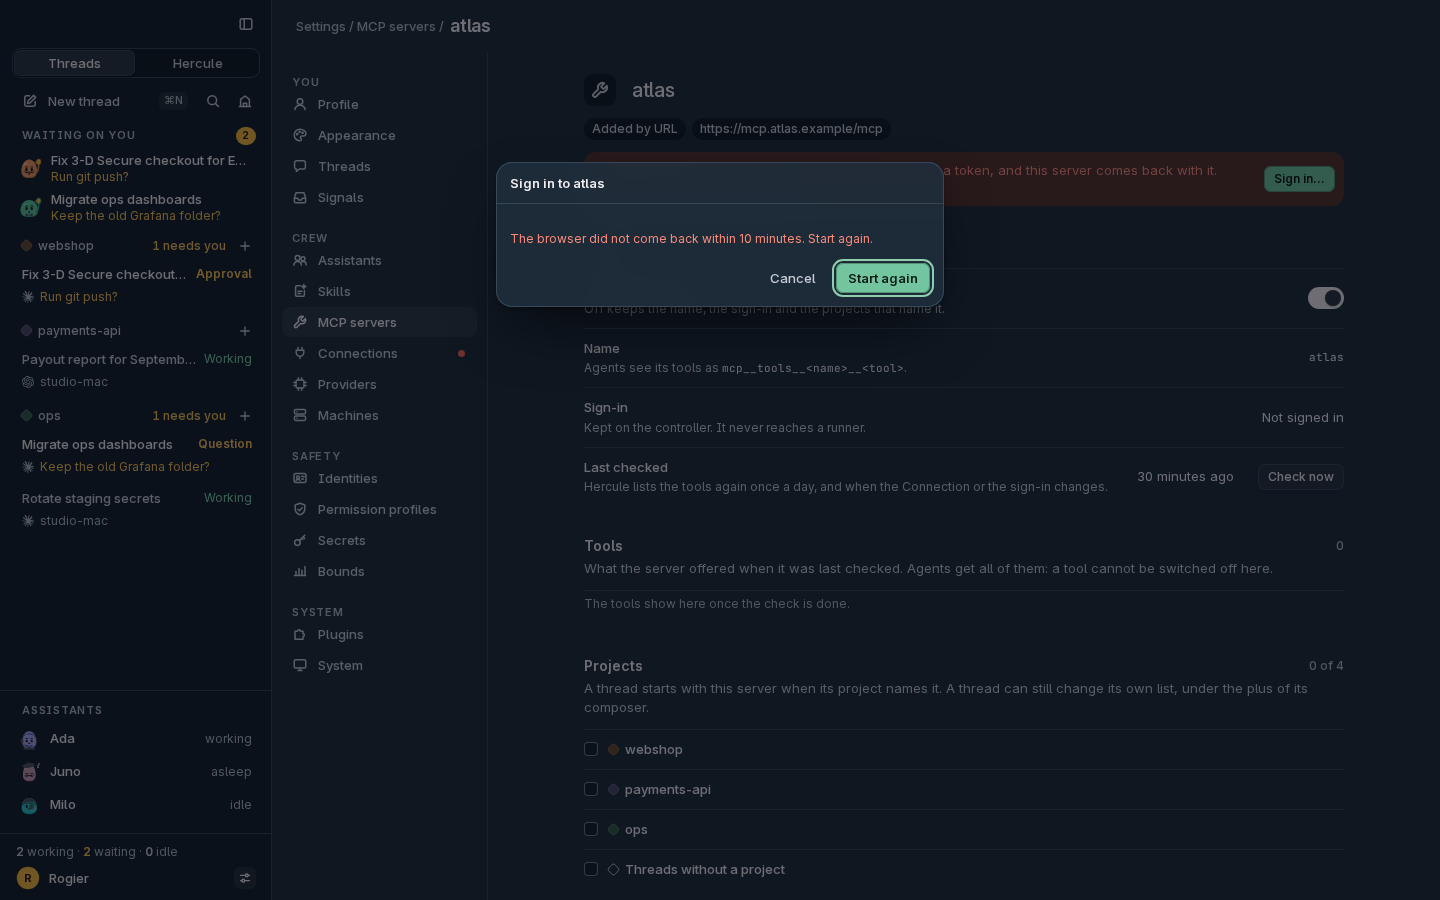 Threads
Hercule
New thread
⌘N
WAITING ON YOU
2
Fix 3-D Secure checkout for E…
Run git push?
Migrate ops dashboards
Keep the old Grafana folder?
webshop
1 needs you
Fix 3-D Secure checkout…
Approval
Run git push?
payments-api
Payout report for Septemb…
Working
studio-mac
ops
1 needs you
Migrate ops dashboards
Question
Keep the old Grafana folder?
Rotate staging secrets
Working
studio-mac
ASSISTANTS
Ada
working
Juno
asleep
Milo
idle
2 working · 2 waiting · 0 idle
R
Rogier
Settings / MCP servers / atlas
YOU
Profile
Appearance
Threads
Signals
CREW
Assistants
Skills
MCP servers
Connections
Providers
Machines
SAFETY
Identities
Permission profiles
Secrets
Bounds
SYSTEM
Plugins
System
atlas
Added by URL
https://mcp.atlas.example/mcp
a token, and this server comes back with it.
Sign in…
Sign in to atlas
The browser did not come back within 10 minutes. Start again.
Cancel
Start again
Off keeps the name, the sign-in and the projects that name it.
Name
Agents see its tools as mcp__tools__<name>__<tool>.
atlas
Sign-in
Kept on the controller. It never reaches a runner.
Not signed in
Last checked
Hercule lists the tools again once a day, and when the Connection or the sign-in changes.
30 minutes ago
Check now
Tools
0
What the server offered when it was last checked. Agents get all of them: a tool cannot be switched off here.
The tools show here once the check is done.
Projects
0 of 4
A thread starts with this server when its project names it. A thread can still change its own list, under the plus of its
composer.
webshop
payments-api
ops
Threads without a project